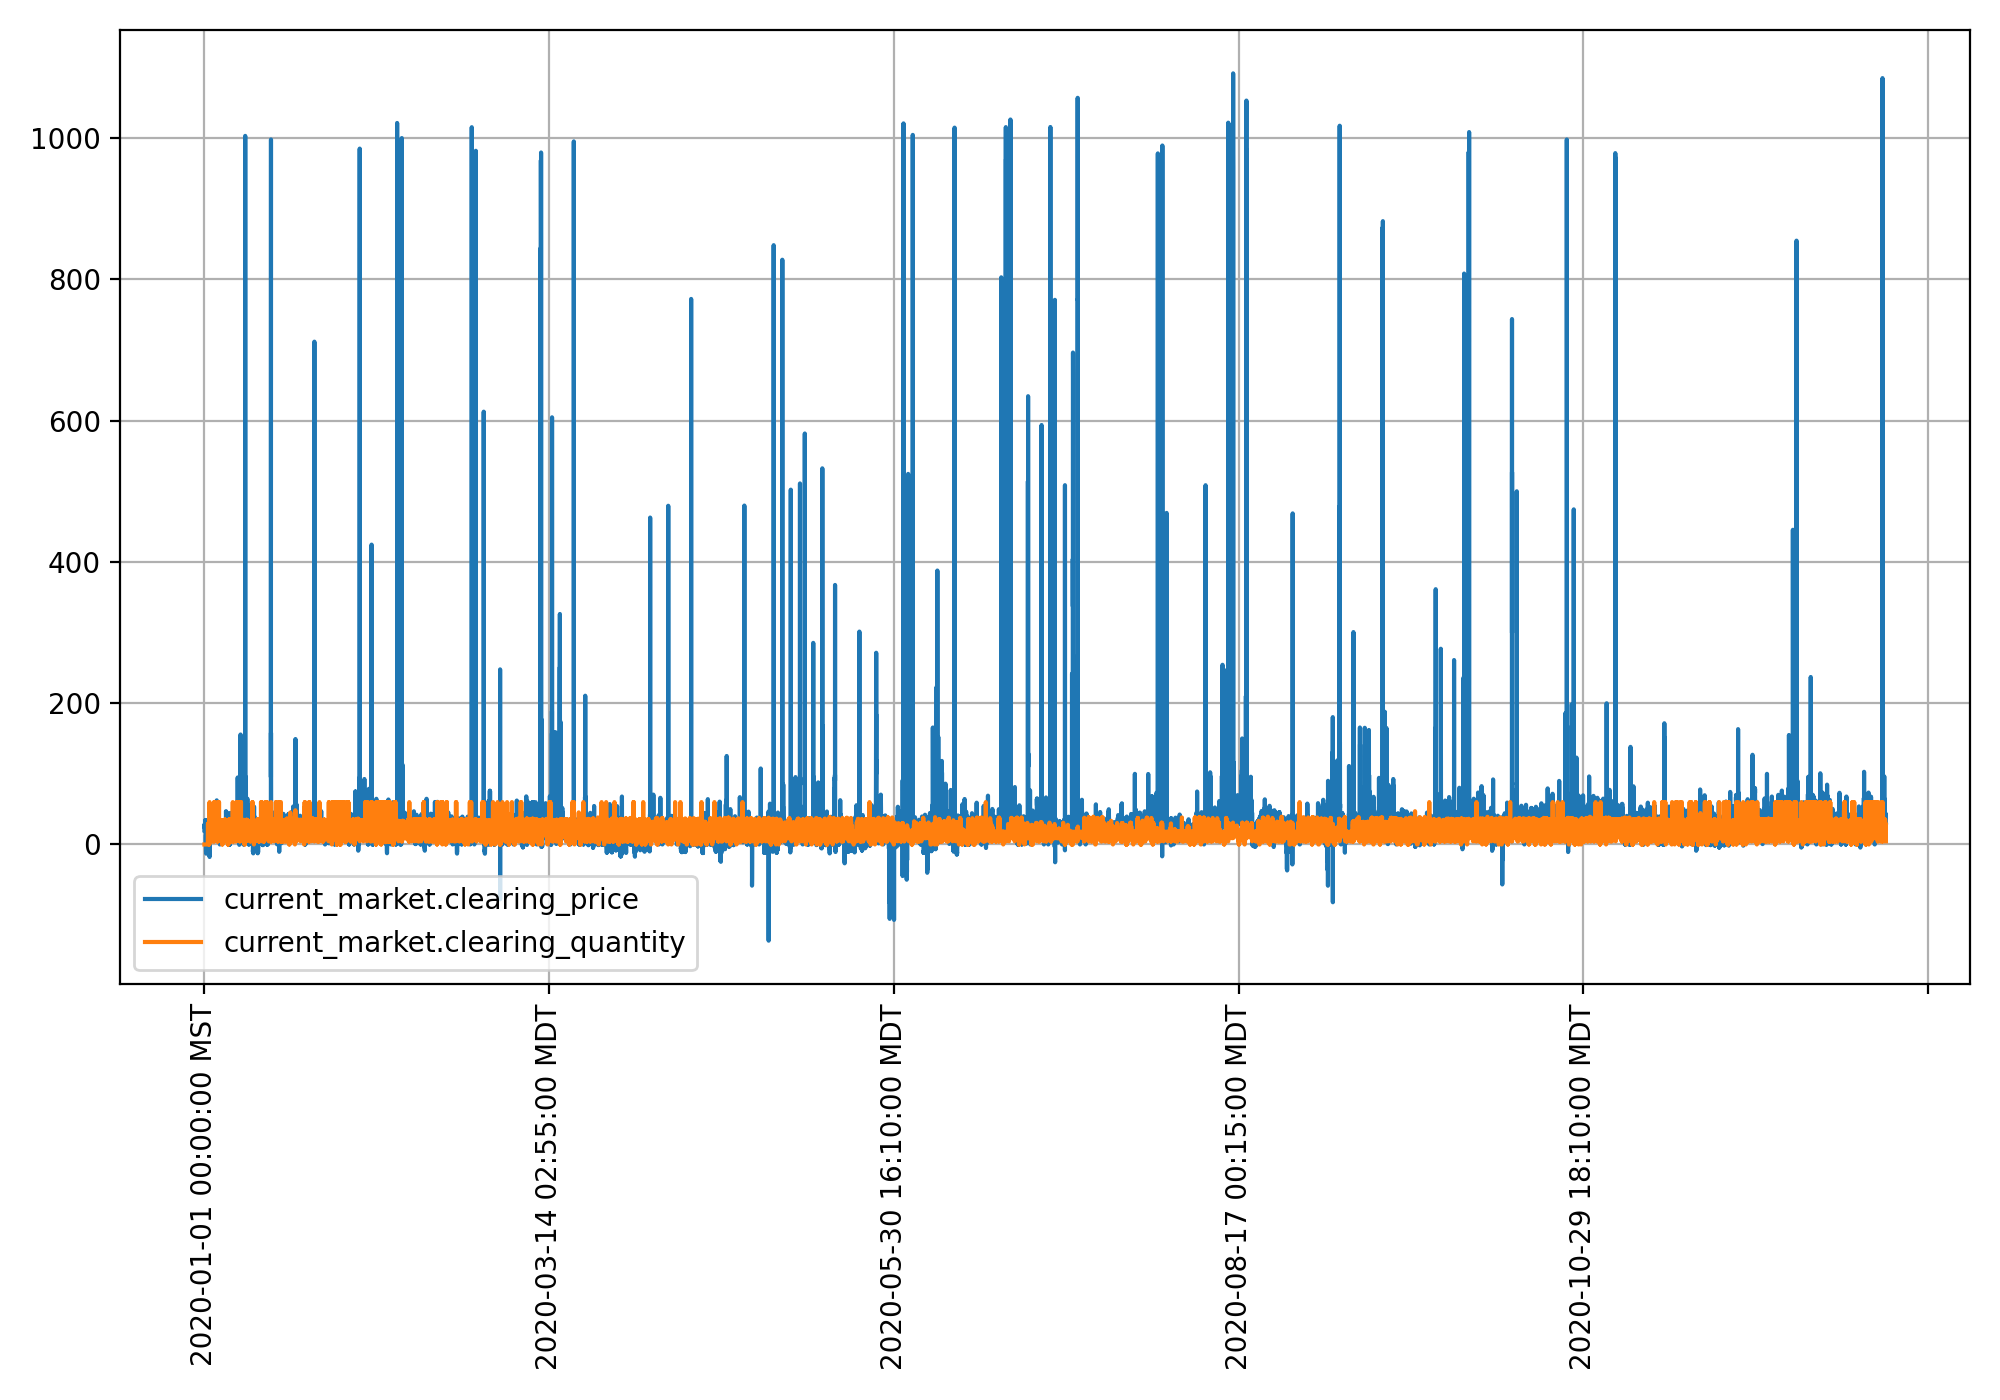 1000
800
600
400
200
0
current_market.clearing_price
current_market.clearing_quantity
2020-01-01 00:00:00 MST
2020-03-14 02:55:00 MDT
2020-05-30 16:10:00 MDT
2020-08-17 00:15:00 MDT
2020-10-29 18:10:00 MDT